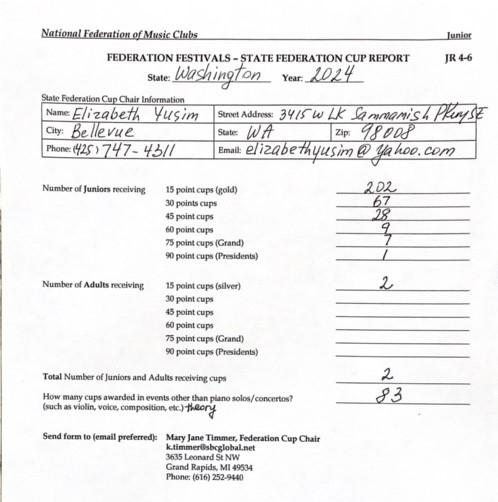 National Federation of Music Clubs Junior
FEDERATION FESTIVALS – STATE FEDERATION CUP REPORT JR 4-6
State: Washington Year: 2024
State Federation Cup Chair Information
Name: Elizabeth Yusim Street Address: 3415 W LK Sammamish Pkwy SE
City: Bellevue State: WA Zip: 98008
Phone: (425) 747-4311 Email: elizabethyusim@yahoo.com
Number of Juniors receiving 15 point cups (gold) 202
30 points cups 67
45 point cups 28
60 point cups 9
75 point cups (Grand) 7
90 point cups (Presidents) 1
Number of Adults receiving 15 point cups (silver) 2
30 point cups
45 point cups
60 point cups
75 point cups (Grand)
90 point cups (Presidents)
Total Number of Juniors and Adults receiving cups 2
How many cups awarded in events other than piano solos/concertos? 83
(such as violin, voice, composition, etc.) theory
Send form to (email preferred): Mary Jane Timmer, Federation Cup Chair
k.timmer@sbcglobal.net
3635 Leonard St NW
Grand Rapids, MI 49534
Phone: (616) 252-9440